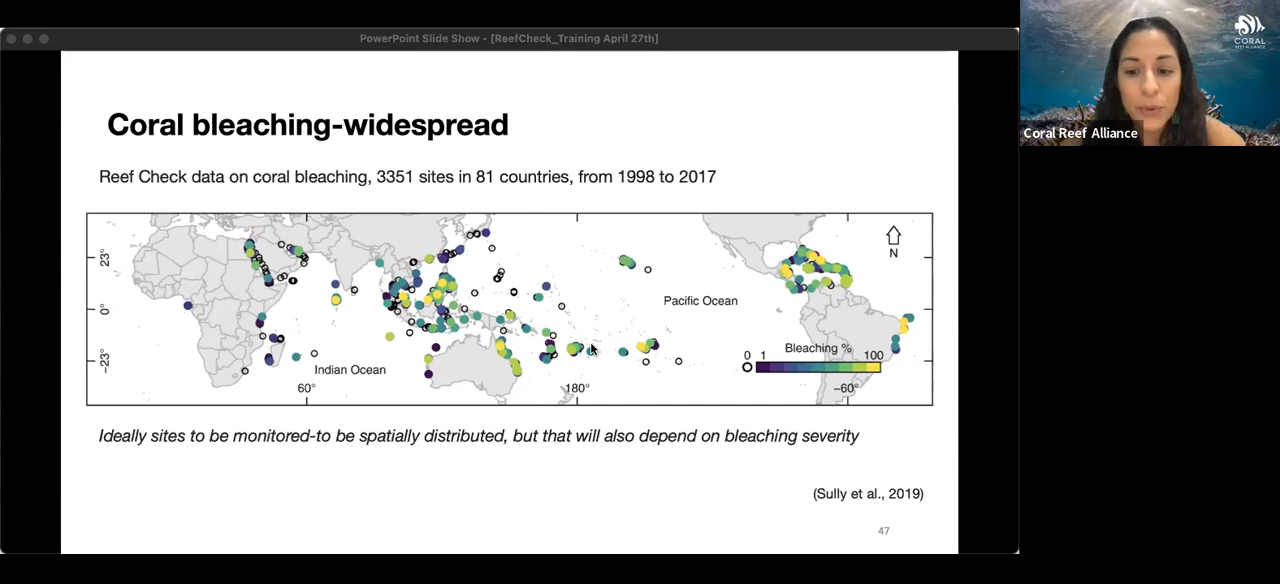 PowerPoint Slide Show - [ReefCheck_Training April 27th]
CORAL
REEF ALLIANCE
Coral Reef Alliance
Coral bleaching-widespread
Reef Check data on coral bleaching, 3351 sites in 81 countries, from 1998 to 2017
23°
0°
−23°
N
Pacific Ocean
Indian Ocean
Bleaching %
0 1 100
60° 180° −60°
Ideally sites to be monitored-to be spatially distributed, but that will also depend on bleaching severity
(Sully et al., 2019)
47